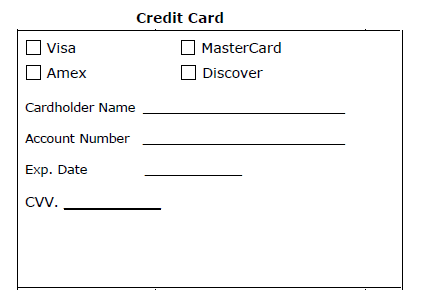 Credit Card
Visa MasterCard
Amex Discover
Cardholder Name
Account Number
Exp. Date
CVV.